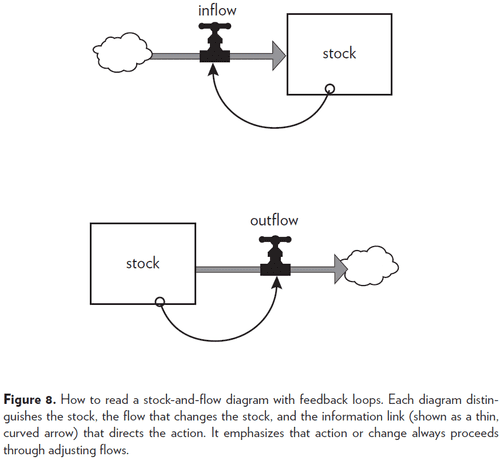 inflow
stock
outflow
stock
Figure 8. How to read a stock-and-flow diagram with feedback loops. Each diagram distin-
guishes the stock, the flow that changes the stock, and the information link (shown as a thin,
curved arrow) that directs the action. It emphasizes that action or change always proceeds
through adjusting flows.